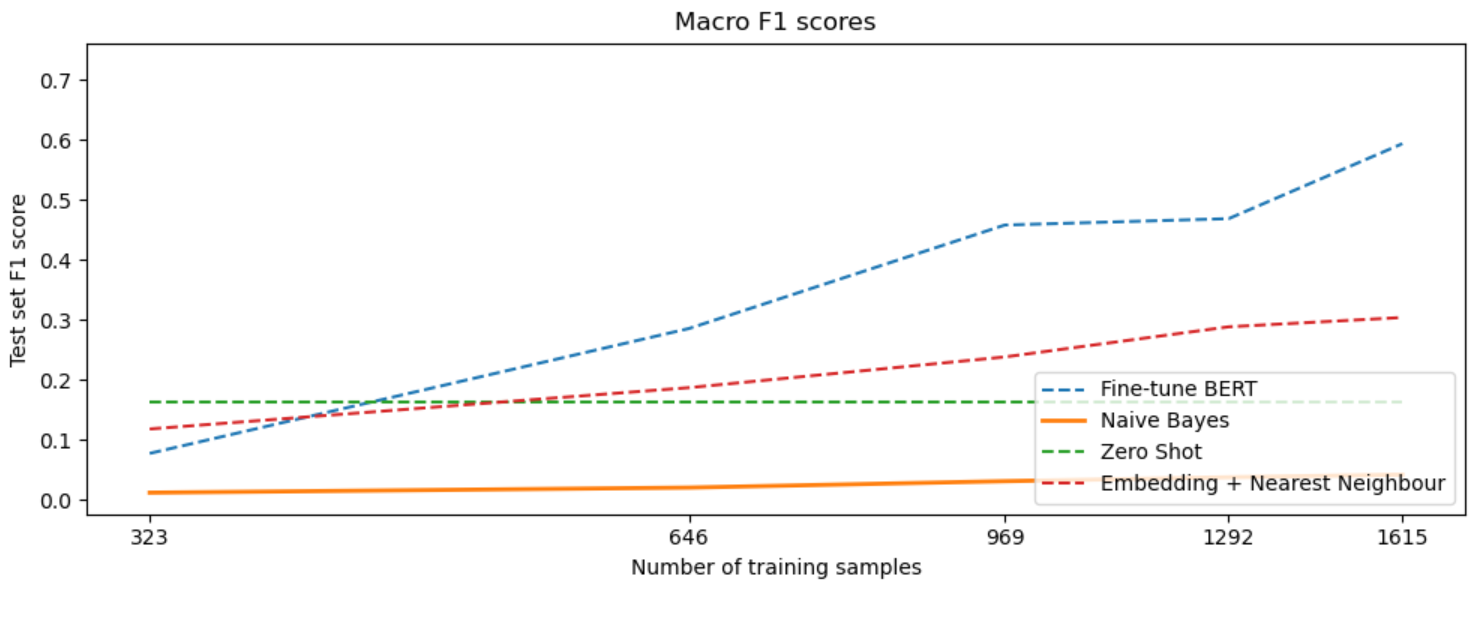 Macro F1 scores
0.7
0.6
0.5
0.4
0.3
0.2
0.1
0.0
Test set F1 score
Fine-tune BERT
Naive Bayes
Zero Shot
Embedding + Nearest Neighbour
323 646 969 1292 1615
Number of training samples